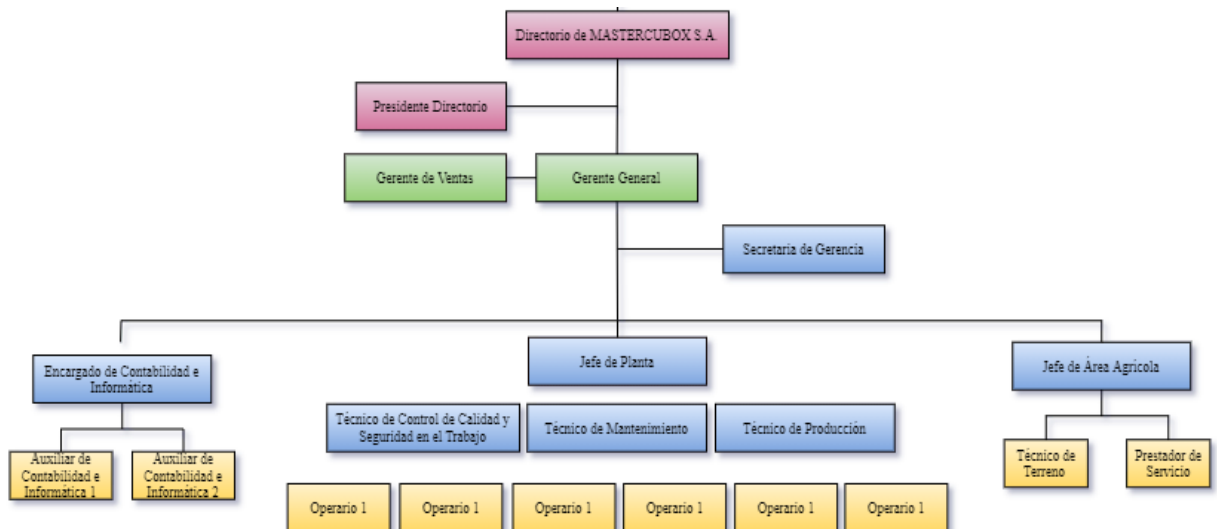 Directorio de MASTERCUBOX S.A.
Presidente Directorio
Gerente de Ventas
Gerente General
Secretaria de Gerencia
Encargado de Contabilidad e
Informática
Jefe de Planta
Jefe de Área Agrícola
Técnico de Control de Calidad y
Seguridad en el Trabajo
Técnico de Mantenimiento
Técnico de Producción
Auxiliar de
Contabilidad e
Informática 1
Auxiliar de
Contabilidad e
Informática 2
Técnico de
Terreno
Prestador de
Servicio
Operario 1
Operario 1
Operario 1
Operario 1
Operario 1
Operario 1